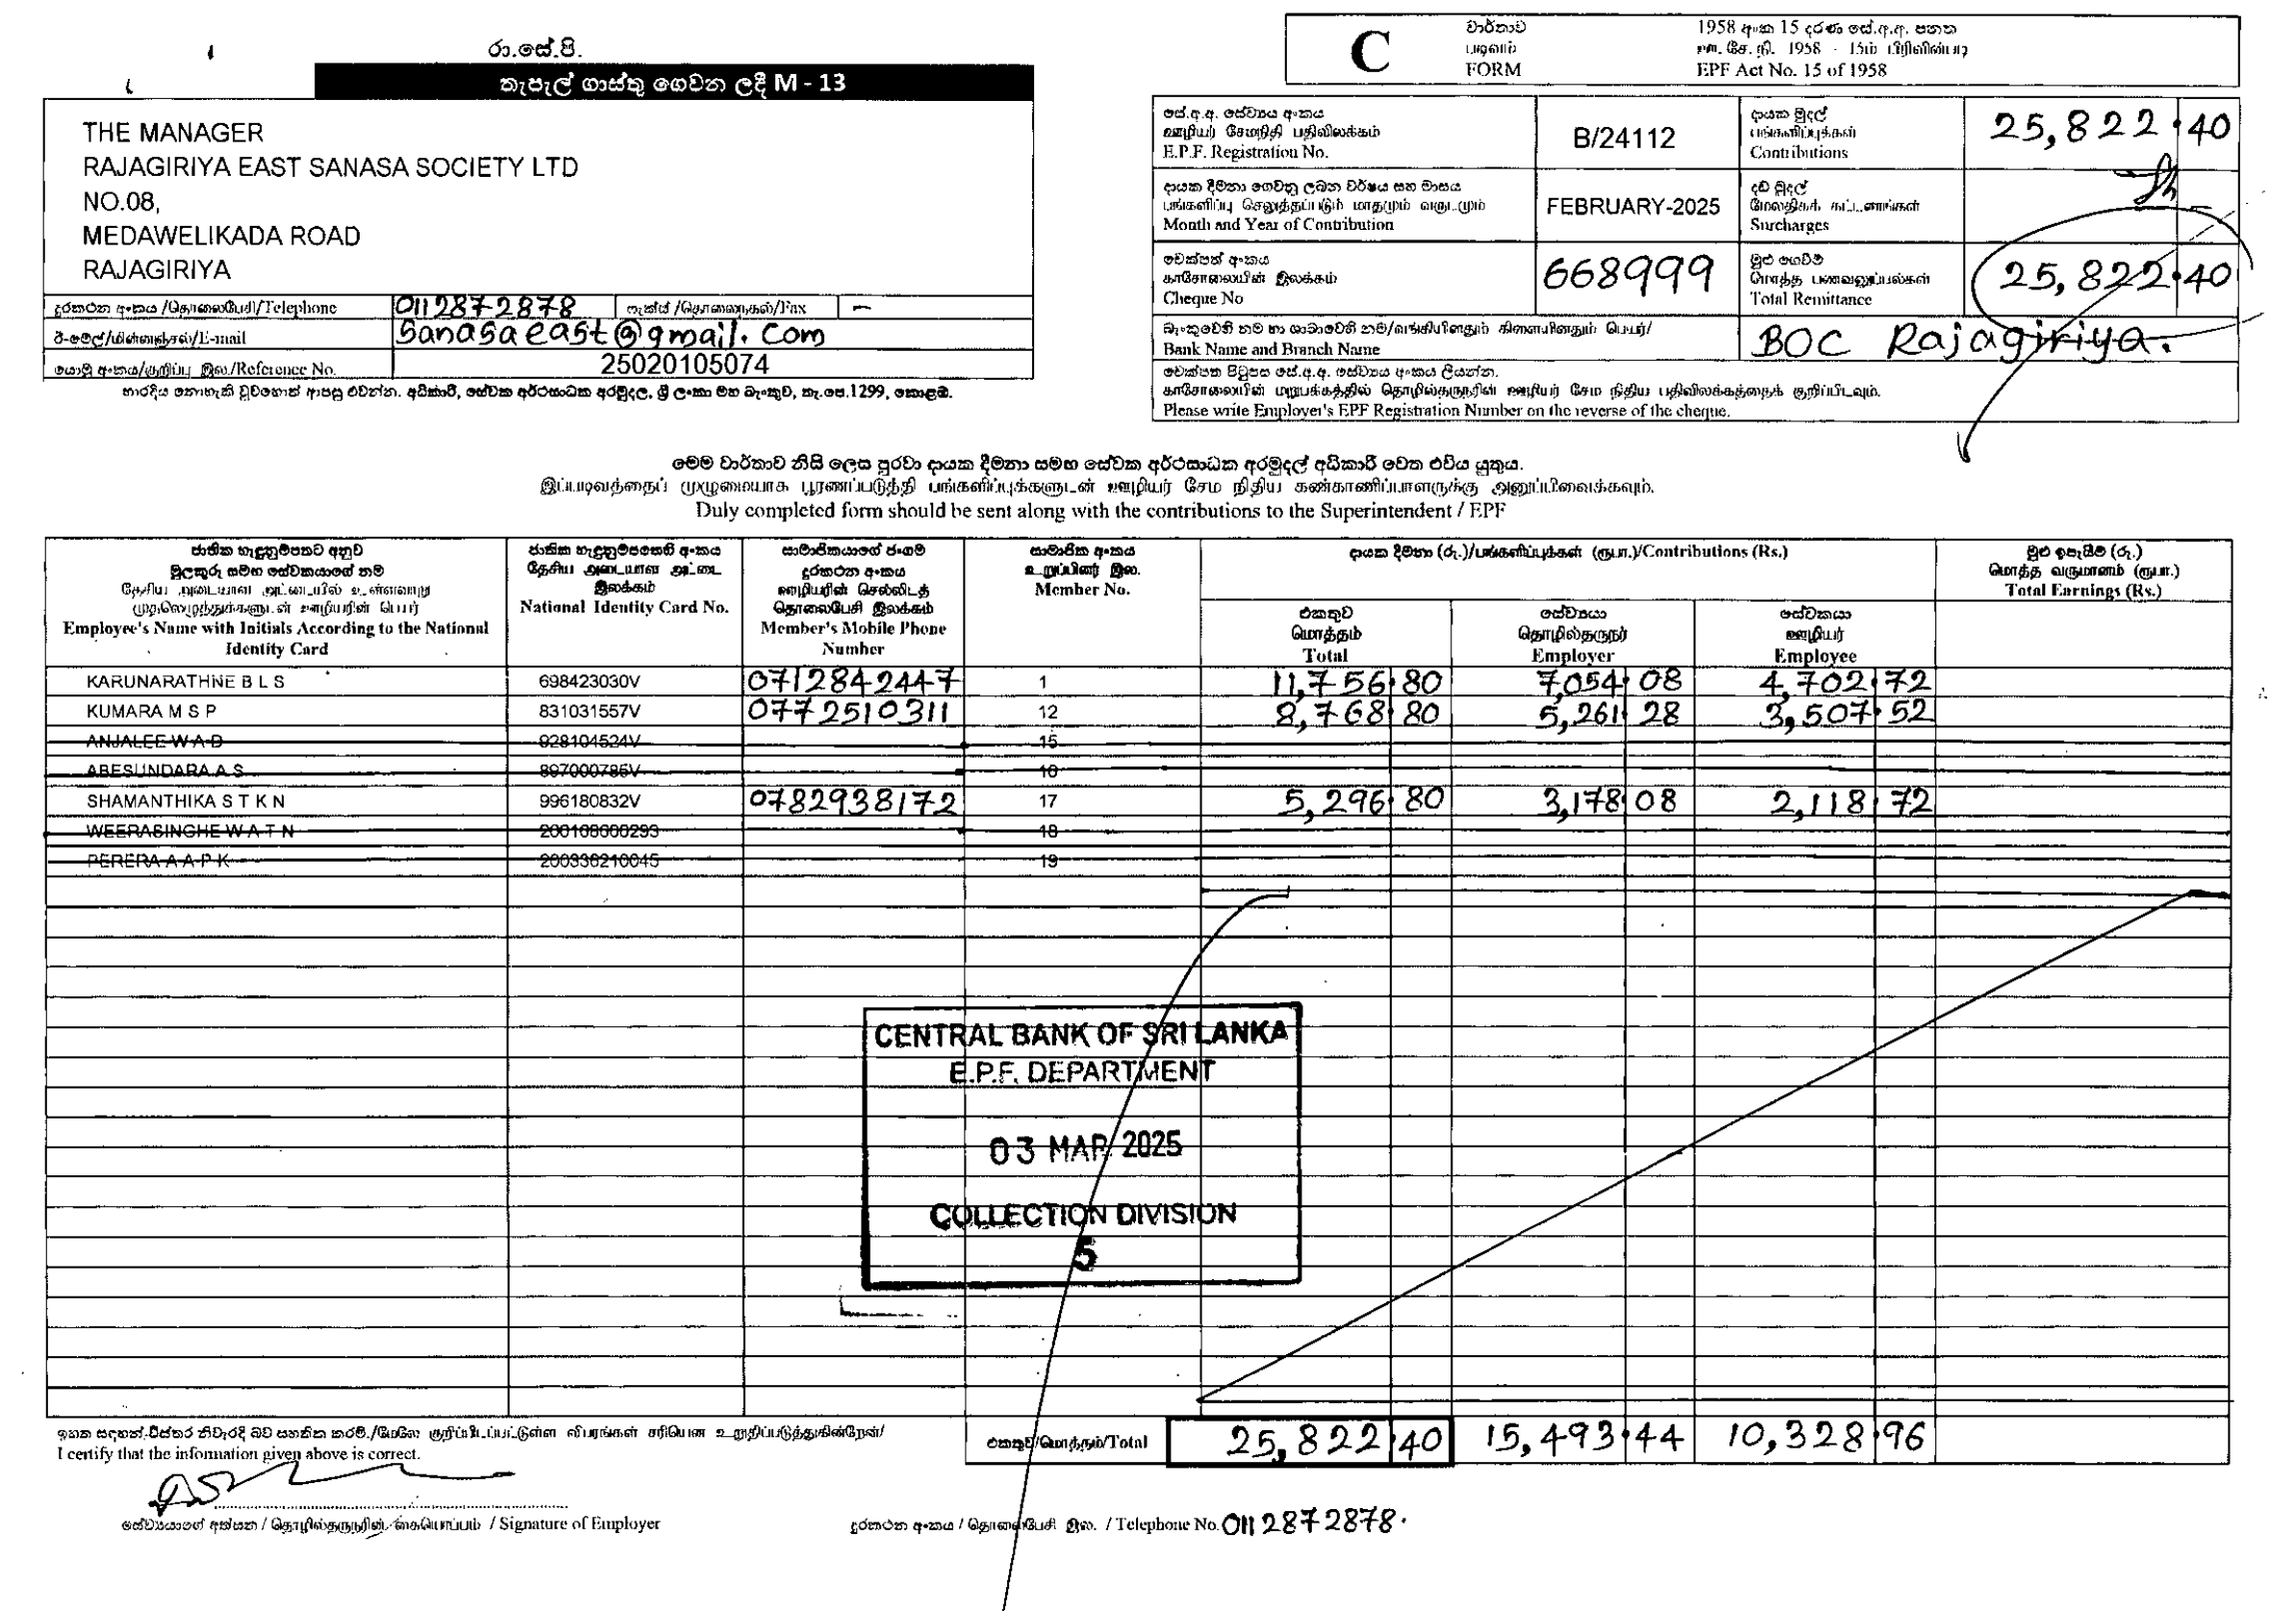 රා.සේ.පි.
තැපැල් ගාස්තු ගෙවන ලදී M - 13
THE MANAGER
RAJAGIRIYA EAST SANASA SOCIETY LTD
NO.08,
MEDAWELIKADA ROAD
RAJAGIRIYA
දුරකථන අංකය /தொலைபேசி/Telephone 0112872878 ෆැක්ස් /தொலைநகல்/Fax –
ඊ-මේල්/மின்னஞ்சல்/E-mail sanasaeast@gmail.com
යොමු අංකය/குறிப்பு இல./Reference No. 25020105074
භාරදිය නොහැකි වුවහොත් ආපසු එවන්න. අධිකාරී, සේවක අර්ථසාධක අරමුදල, ශ්‍රී ලංකා මහ බැංකුව, තැ.පෙ.1299, කොළඹ.
C
වාර්තාව
படிவம்
FORM
1958 අංක 15 දරණ සේ.අ.අ. පනත
ஊ. சே. நி. 1958 - 15ம் பிரிவின்படி
EPF Act No. 15 of 1958
සේ.අ.අ. සේව්‍යය අංකය
ஊழியர் சேமநிதி பதிவிலக்கம்
E.P.F. Registration No. B/24112
දායක මුදල්
பங்களிப்புக்கள்
Contributions 25,822.40
දායක දීමනා ගෙවනු ලබන වර්ෂය සහ මාසය
பங்களிப்பு செலுத்தப்படும் மாதமும் வருடமும்
Month and Year of Contribution FEBRUARY-2025
දඩ මුදල්
மேலதிகக் கட்டணங்கள்
Surcharges –
චෙක්පත් අංකය
காசோலையின் இலக்கம்
Cheque No 668999
මුළු ගෙවීම්
மொத்த பணவனுப்பல்கள்
Total Remittance 25,822.40
බැංකුවෙහි නම හා ශාඛාවෙහි නම/வங்கியினதும் கிளையினதும் பெயர்/
Bank Name and Branch Name BOC Rajagiriya.
චෙක්පත පිටුපස සේ.අ.අ. සේව්‍යය අංකය ලියන්න.
காசோலையின் மறுபக்கத்தில் தொழில்தருநரின் ஊழியர் சேம நிதிய பதிவிலக்கத்தைக் குறிப்பிடவும்.
Please write Employer's EPF Registration Number on the reverse of the cheque.
මෙම වාර්තාව නිසි ලෙස පුරවා දායක දීමනා සමඟ සේවක අර්ථසාධක අරමුදල් අධිකාරී වෙත එවිය යුතුය.
இப்படிவத்தைப் முழுமையாக பூரணப்படுத்தி பங்களிப்புக்களுடன் ஊழியர் சேம நிதிய கண்காணிப்பாளருக்கு அனுப்பிவைக்கவும்.
Duly completed form should be sent along with the contributions to the Superintendent / EPF
ජාතික හැඳුනුම්පතට අනුව
මුලකුරු සමඟ සේවකයාගේ නම
தேசிய அடையாள அட்டையில் உள்ளவாறு
முதலெழுத்துக்களுடன் ஊழியரின் பெயர்
Employee's Name with Initials According to the National
Identity Card
ජාතික හැඳුනුම්පතෙහි අංකය
தேசிய அடையாள அட்டை
இலக்கம்
National Identity Card No.
සාමාජිකයාගේ ජංගම
දුරකථන අංකය
ஊழியரின் செல்லிடத்
தொலைபேசி இலக்கம்
Member's Mobile Phone
Number
සාමාජික අංකය
உறுப்பினர் இல.
Member No.
දායක දීමනා (රු.)/பங்களிப்புக்கள் (ரூபா.)/Contributions (Rs.)
එකතුව
மொத்தம்
Total
සේව්‍යයා
தொழில்தருநர்
Employer
සේවකයා
ஊழியர்
Employee
මුළු ඉපැයීම් (රු.)
மொத்த வருமானம் (ரூபா.)
Total Earnings (Rs.)
KARUNARATHNE B L S 698423030V 0712842447 1 11,756.80 7,054.08 4,702.72
KUMARA M S P 831031557V 0772510311 12 8,768.80 5,261.28 3,507.52
ANJALEE W A D 928104524V 15
ABESUNDARA A S 897000785V 16
SHAMANTHIKA S T K N 996180832V 0782938172 17 5,296.80 3,178.08 2,118.72
WEERASINGHE W A T N 200108600293 18
PERERA A A P K 200336210045 19
CENTRAL BANK OF SRI LANKA
E.P.F. DEPARTMENT
03 MAR 2025
COLLECTION DIVISION
5
ඉහත සඳහන් විස්තර නිවැරදි බව සහතික කරමි./மேலே குறிப்பிடப்பட்டுள்ள விபரங்கள் சரியென உறுதிப்படுத்துகின்றேன்/
I certify that the information given above is correct.
එකතුව/மொத்தம்/Total 25,822.40 15,493.44 10,328.96
සේව්‍යයාගේ අත්සන / தொழில்தருநரின் கையொப்பம் / Signature of Employer
දුරකථන අංකය / தொலைபேசி இல. / Telephone No. 0112872878.